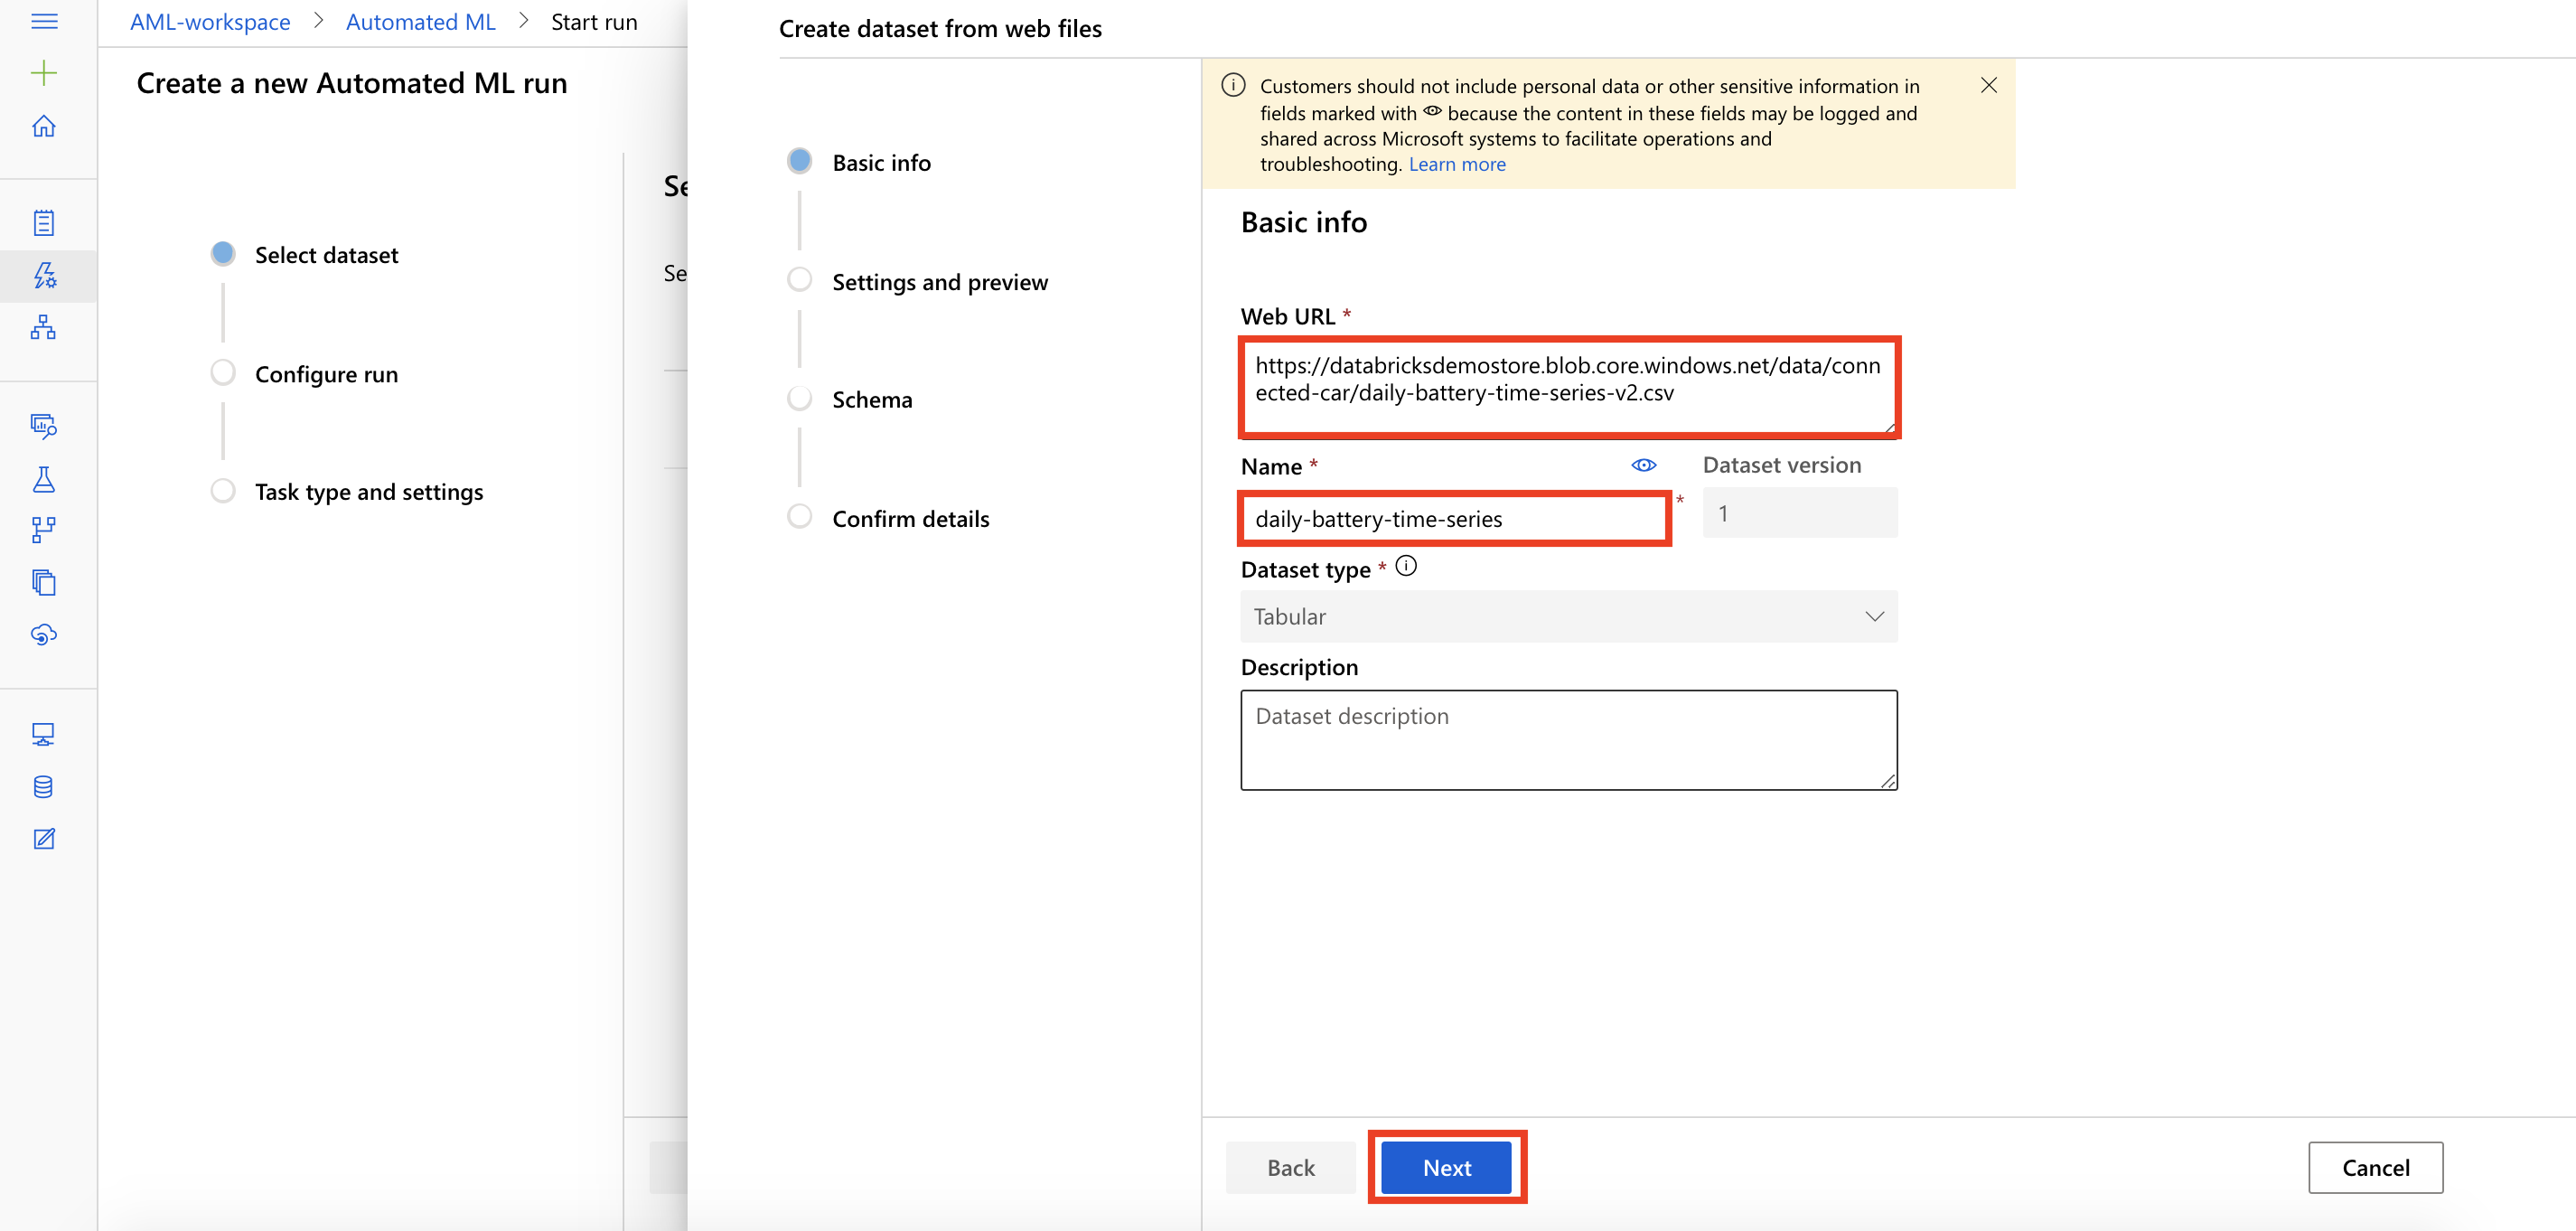 AML-workspace > Automated ML > Start run
Create a new Automated ML run
Select dataset
Configure run
Task type and settings
Se
Se
Create dataset from web files
Basic info
Settings and preview
Schema
Confirm details
Customers should not include personal data or other sensitive information in
fields marked with because the content in these fields may be logged and
shared across Microsoft systems to facilitate operations and
troubleshooting. Learn more
Basic info
Web URL *
https://databricksdemostore.blob.core.windows.net/data/conn
ected-car/daily-battery-time-series-v2.csv
Name *
Dataset version
daily-battery-time-series
*
1
Dataset type *
Tabular
Description
Dataset description
Back
Next
Cancel